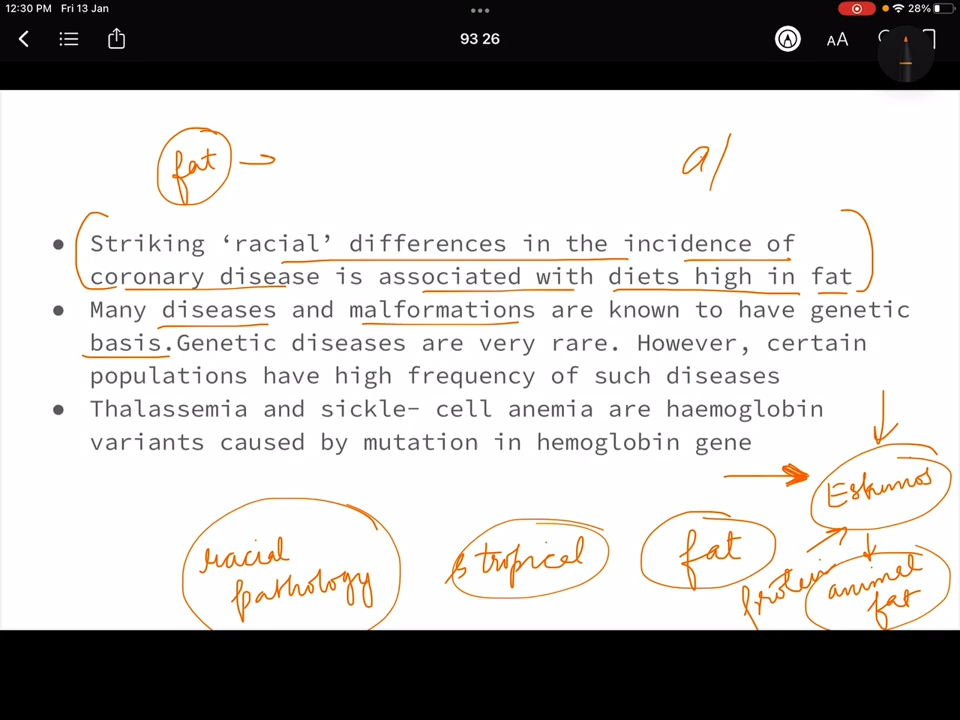 12:30 PM Fri 13 Jan
28%
93 26
AA
fat
a/
• Striking ‘racial’ differences in the incidence of
coronary disease is associated with diets high in fat
• Many diseases and malformations are known to have genetic
basis.Genetic diseases are very rare. However, certain
populations have high frequency of such diseases
• Thalassemia and sickle- cell anemia are haemoglobin
variants caused by mutation in hemoglobin gene
Eskimos
racial
pathology
tropical
fat
protein
animal
fat